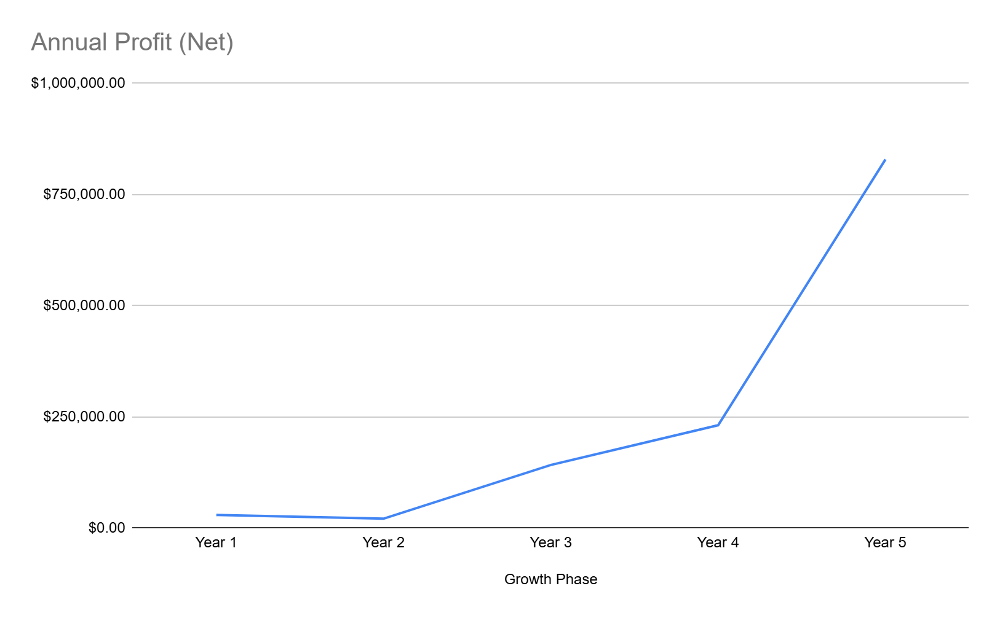 Annual Profit (Net)
$1,000,000.00
$750,000.00
$500,000.00
$250,000.00
$0.00
Year 1
Year 2
Year 3
Year 4
Year 5
Growth Phase